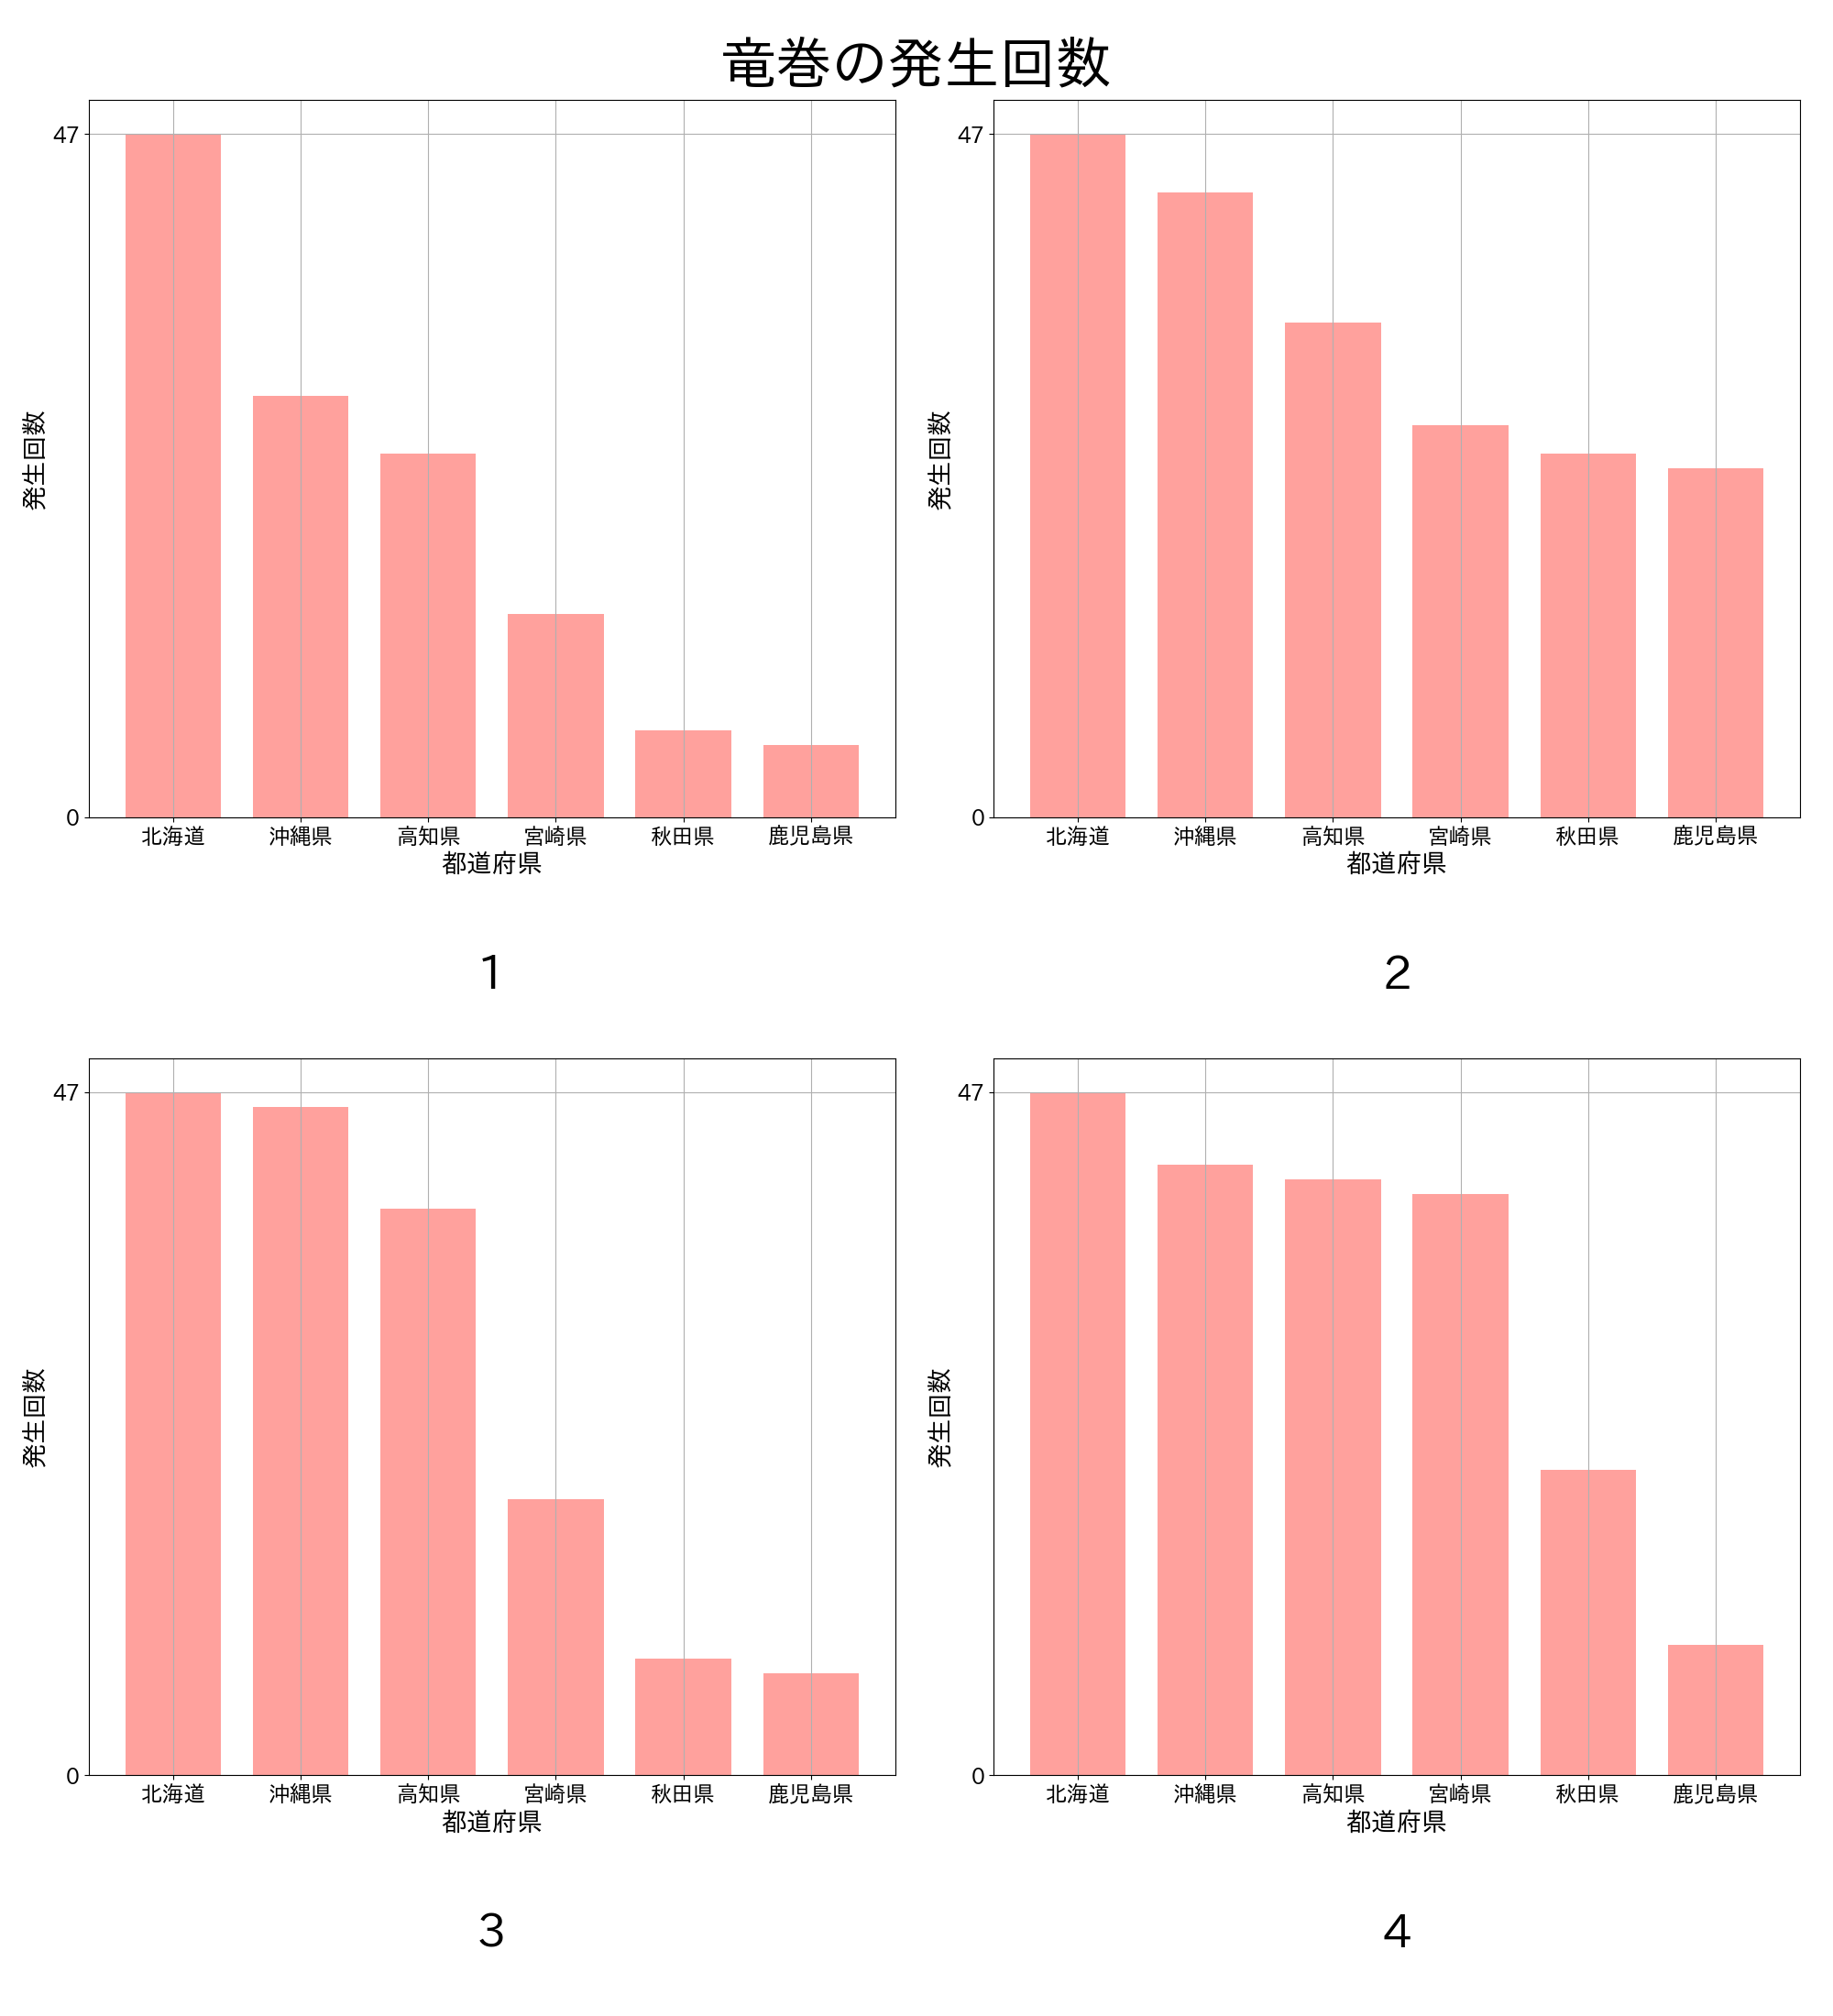 竜巻の発生回数
47
0
発生回数
北海道 沖縄県 高知県 宮崎県 秋田県 鹿児島県
都道府県
1
47
0
発生回数
北海道 沖縄県 高知県 宮崎県 秋田県 鹿児島県
都道府県
2
47
0
発生回数
北海道 沖縄県 高知県 宮崎県 秋田県 鹿児島県
都道府県
3
47
0
発生回数
北海道 沖縄県 高知県 宮崎県 秋田県 鹿児島県
都道府県
4